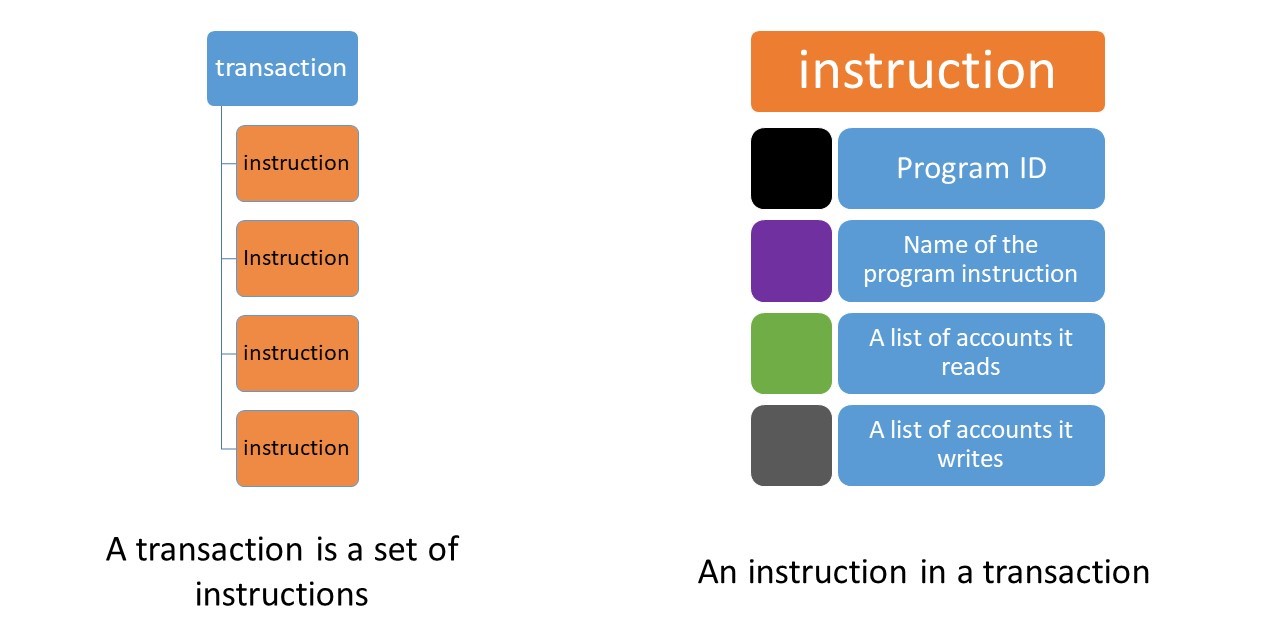 transaction
instruction
Instruction
instruction
instruction
A transaction is a set of
instructions
instruction
Program ID
Name of the
program instruction
A list of accounts it
reads
A list of accounts it
writes
An instruction in a transaction